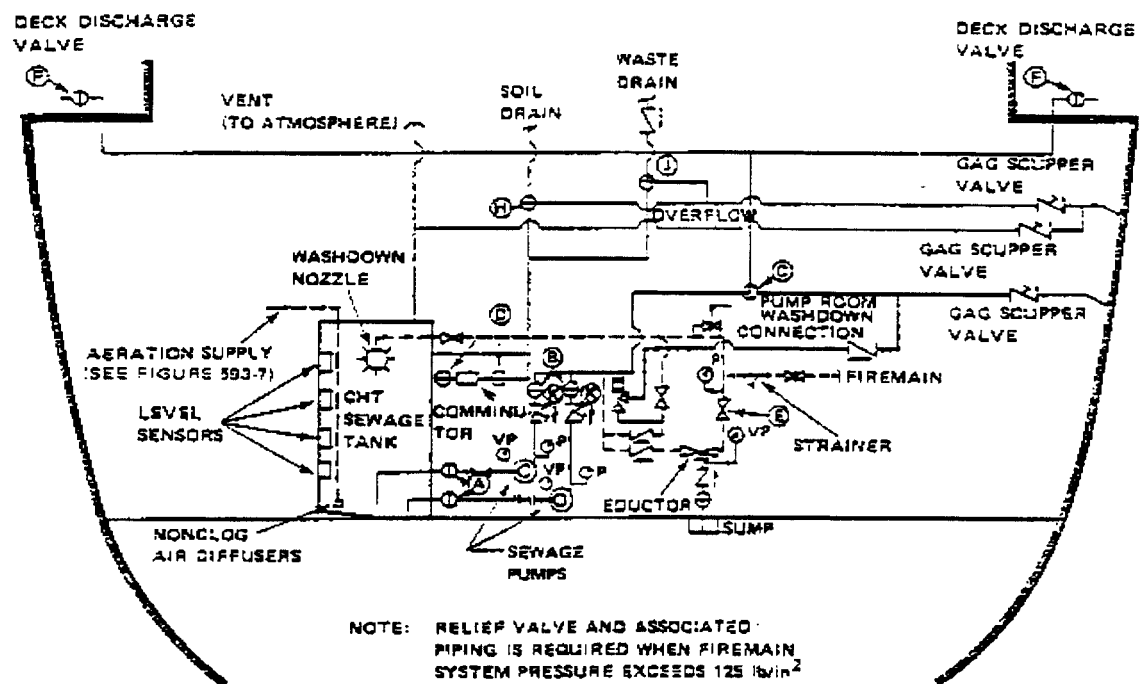 DECK DISCHARGE
VALVE
F
VENT
(TO ATMOSPHERE)
SOIL
DRAIN
WASTE
DRAIN
DECK DISCHARGE
VALVE
F
J
GAG SCUPPER
VALVE
H
OVERFLOW
GAG SCUPPER
VALVE
WASHDOWN
NOZZLE
C
PUMP ROOM
WASHDOWN
CONNECTION
GAG SCUPPER
VALVE
D
AERATION SUPPLY
(SEE FIGURE 593-7)
B
P
FIREMAIN
LEVEL
SENSORS
CHT
SEWAGE
TANK
COMMINU
TOR
E
STRAINER
VP
P
VP
VP
P
A
EDUCTOR
SUMP
NONCLOG
AIR DIFFUSERS
SEWAGE
PUMPS
NOTE: RELIEF VALVE AND ASSOCIATED
PIPING IS REQUIRED WHEN FIREMAIN
SYSTEM PRESSURE EXCEEDS 125 lb/in²